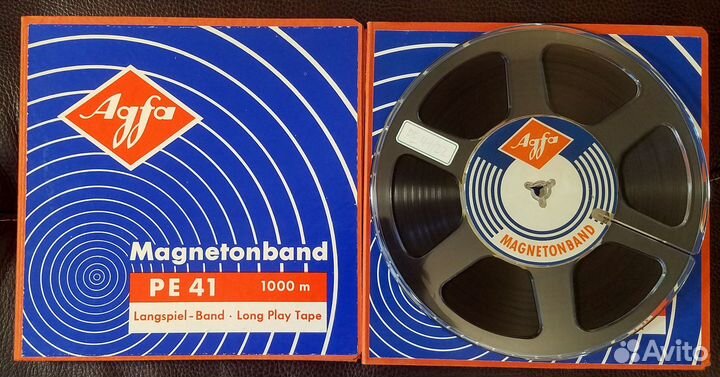 Agfa
Magnetonband
PE 41 1000 m
Langspiel-Band · Long Play Tape
Agfa
MAGNETONBAND
Avito